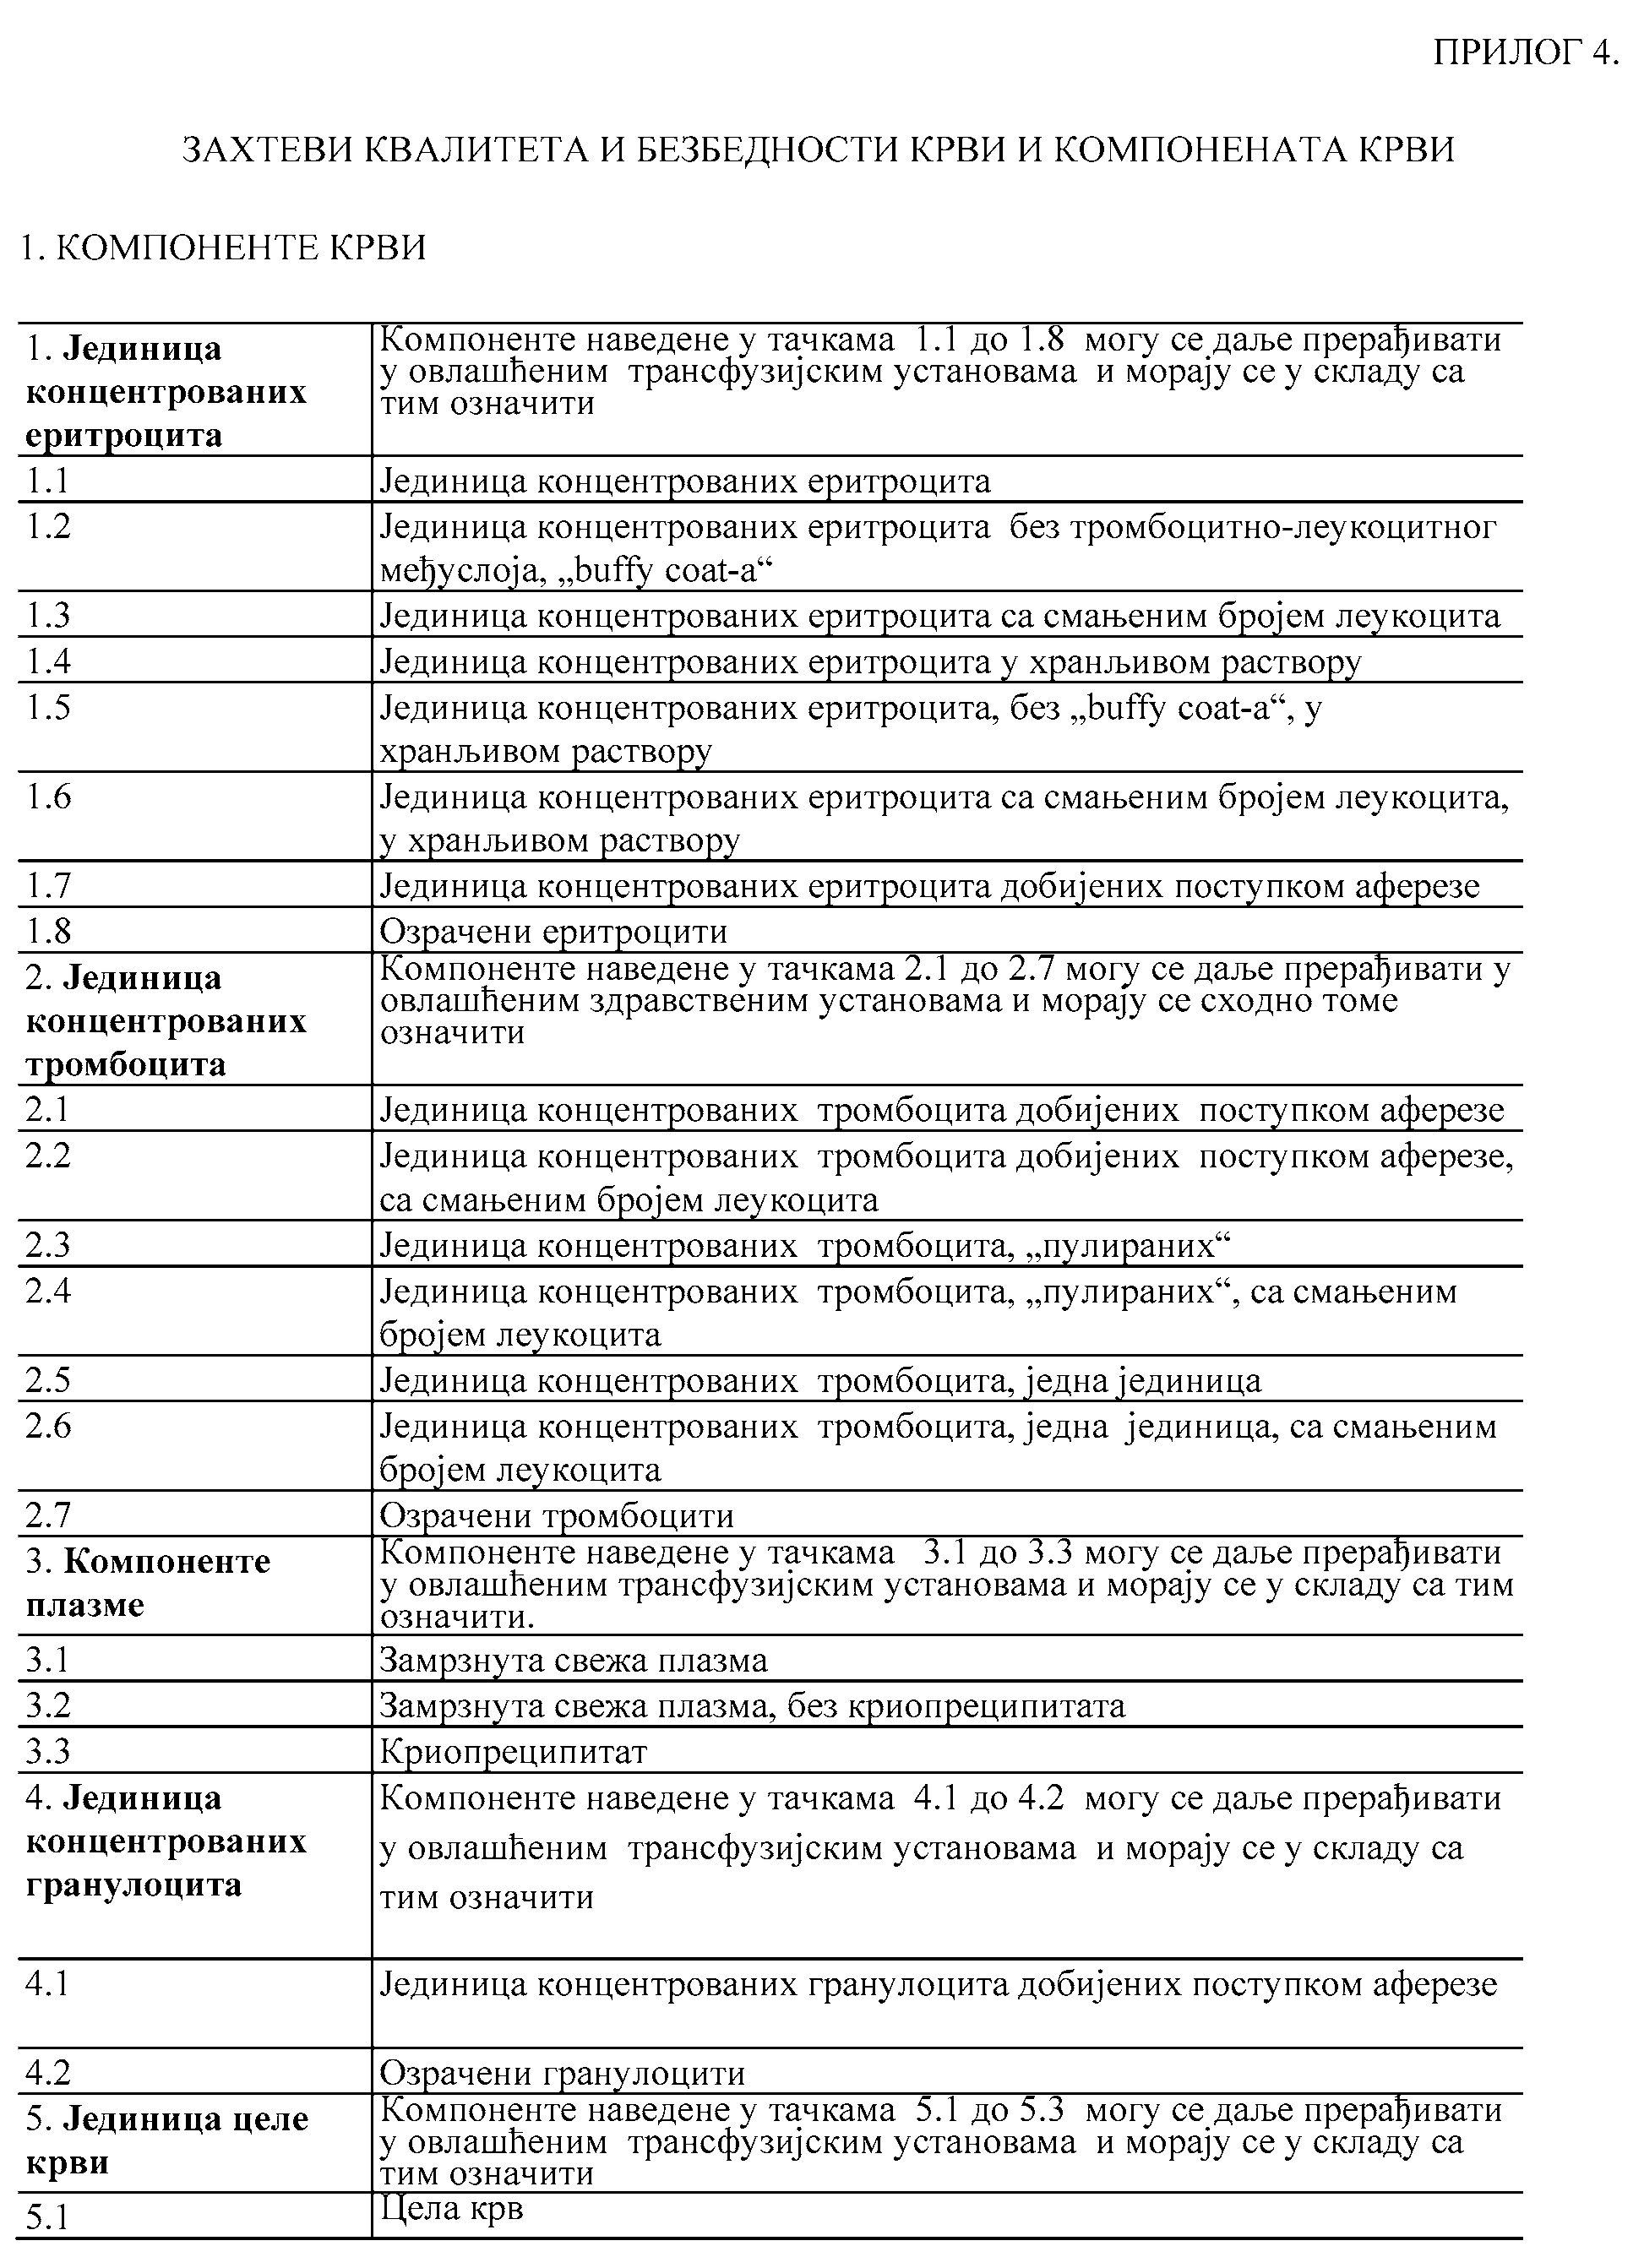 ПРИЛОГ 4.
ЗАХТЕВИ КВАЛИТЕТА И БЕЗБЕДНОСТИ КРВИ И КОМПОНЕНАТА КРВИ
1. КОМПОНЕНТЕ КРВИ
1. Јединица
концентрованих
еритроцита
Компоненте наведене у тачкама 1.1 до 1.8 могу се даље прерађивати
у овлашћеним трансфузијским установама и морају се у складу са
тим означити
1.1
Јединица концентрованих еритроцита
1.2
Јединица концентрованих еритроцита без тромбоцитно-леукоцитног
међуслоја, „buffy coat-a“
1.3
Јединица концентрованих еритроцита са смањеним бројем леукоцита
1.4
Јединица концентрованих еритроцита у хранљивом раствору
1.5
Јединица концентрованих еритроцита, без „buffy coat-a“, у
хранљивом раствору
1.6
Јединица концентрованих еритроцита са смањеним бројем леукоцита,
у хранљивом раствору
1.7
Јединица концентрованих еритроцита добијених поступком аферезе
1.8
Озрачени еритроцити
2. Јединица
концентрованих
тромбоцита
Компоненте наведене у тачкама 2.1 до 2.7 могу се даље прерађивати у
овлашћеним здравственим установама и морају се сходно томе
означити
2.1
Јединица концентрованих тромбоцита добијених поступком аферезе
2.2
Јединица концентрованих тромбоцита добијених поступком аферезе,
са смањеним бројем леукоцита
2.3
Јединица концентрованих тромбоцита, „пулираних“
2.4
Јединица концентрованих тромбоцита, „пулираних“, са смањеним
бројем леукоцита
2.5
Јединица концентрованих тромбоцита, једна јединица
2.6
Јединица концентрованих тромбоцита, једна јединица, са смањеним
бројем леукоцита
2.7
Озрачени тромбоцити
3. Компоненте
плазме
Компоненте наведене у тачкама 3.1 до 3.3 могу се даље прерађивати
у овлашћеним трансфузијским установама и морају се у складу са тим
означити.
3.1
Замрзнута свежа плазма
3.2
Замрзнута свежа плазма, без криопреципитата
3.3
Криопреципитат
4. Јединица
концентрованих
гранулоцита
Компоненте наведене у тачкама 4.1 до 4.2 могу се даље прерађивати
у овлашћеним трансфузијским установама и морају се у складу са
тим означити
4.1
Јединица концентрованих гранулоцита добијених поступком аферезе
4.2
Озрачени гранулоцити
5. Јединица целе
крви
Компоненте наведене у тачкама 5.1 до 5.3 могу се даље прерађивати
у овлашћеним трансфузијским установама и морају се у складу са
тим означити
5.1
Цела крв